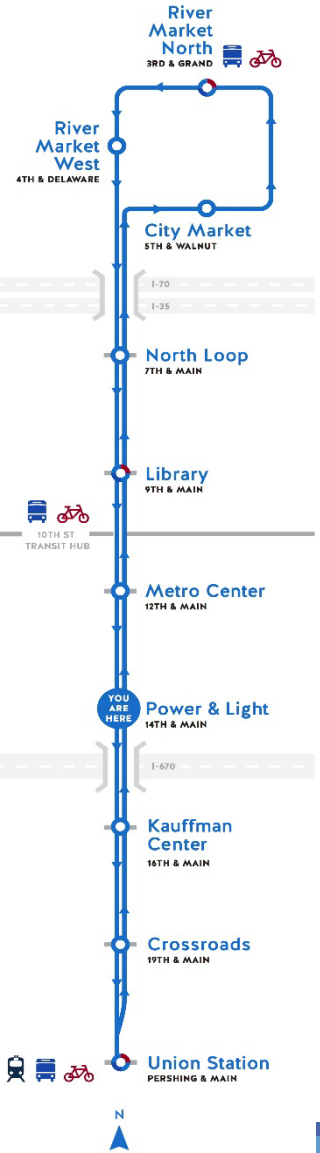 River
Market
North
3RD & GRAND
River
Market
West
4TH & DELAWARE
City Market
5TH & WALNUT
I-70
I-35
North Loop
7TH & MAIN
Library
9TH & MAIN
10TH ST
TRANSIT HUB
Metro Center
12TH & MAIN
YOU
ARE
HERE
Power & Light
14TH & MAIN
I-670
Kauffman
Center
16TH & MAIN
Crossroads
19TH & MAIN
Union Station
PERSHING & MAIN
N